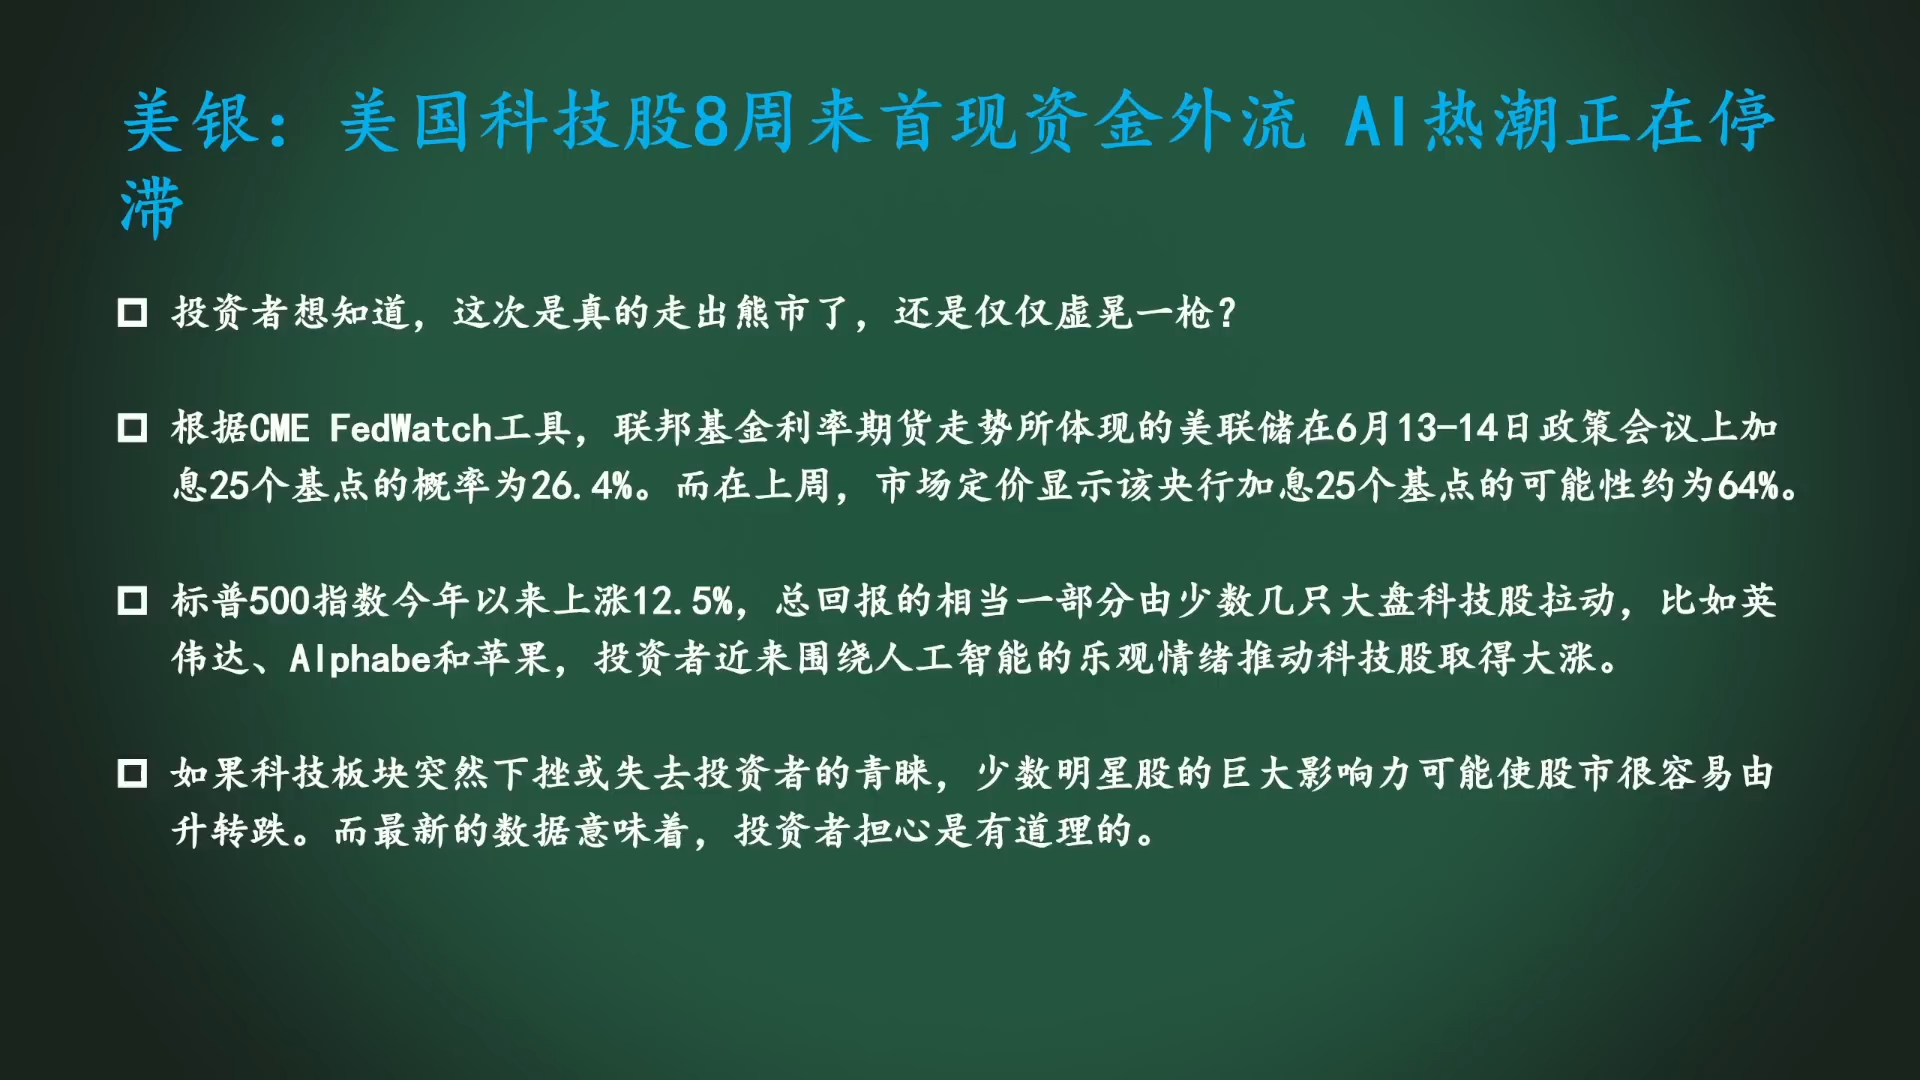 美银：美国科技股8周来首现资金外流 AI热潮正在停
滞
投资者想知道，这次是真的走出熊市了，还是仅仅虚晃一枪？
根据CME FedWatch工具，联邦基金利率期货走势所体现的美联储在6月13-14日政策会议上加
息25个基点的概率为26.4%。而在上周，市场定价显示该央行加息25个基点的可能性约为64%。
标普500指数今年以来上涨12.5%，总回报的相当一部分由少数几只大盘科技股拉动，比如英
伟达、Alphabe和苹果，投资者近来围绕人工智能的乐观情绪推动科技股取得大涨。
如果科技板块突然下挫或失去投资者的青睐，少数明星股的巨大影响力可能使股市很容易由
升转跌。而最新的数据意味着，投资者担心是有道理的。